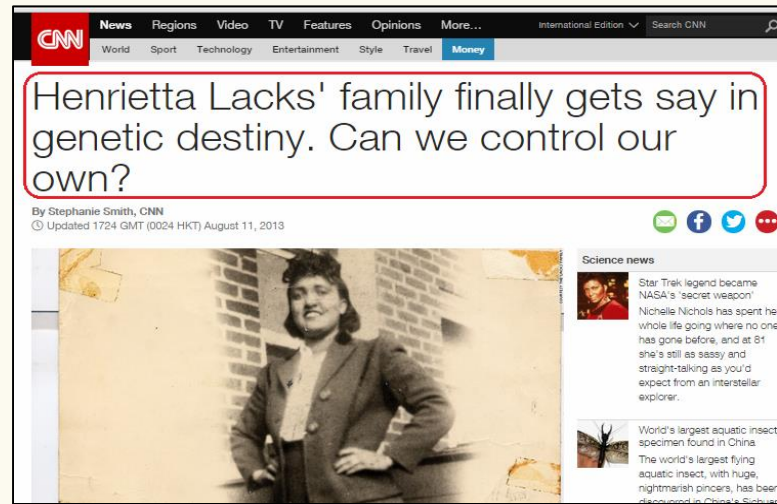 CNN
News Regions Video TV Features Opinions More... International Edition Search CNN
World Sport Technology Entertainment Style Travel Money
Henrietta Lacks' family finally gets say in
genetic destiny. Can we control our
own?
By Stephanie Smith, CNN
Updated 1724 GMT (0024 HKT) August 11, 2013
Science news
Star Trek legend became
NASA's 'secret weapon'
Nichelle Nichols has spent he
whole life going where no one
has gone before, and at 81
she's still as sassy and
straight-talking as you'd
expect from an interstellar
explorer.
World's largest aquatic insect
specimen found in China
The world's largest flying
aquatic insect, with huge,
nightmarish pincers, has been
discovered in China's Sichuan